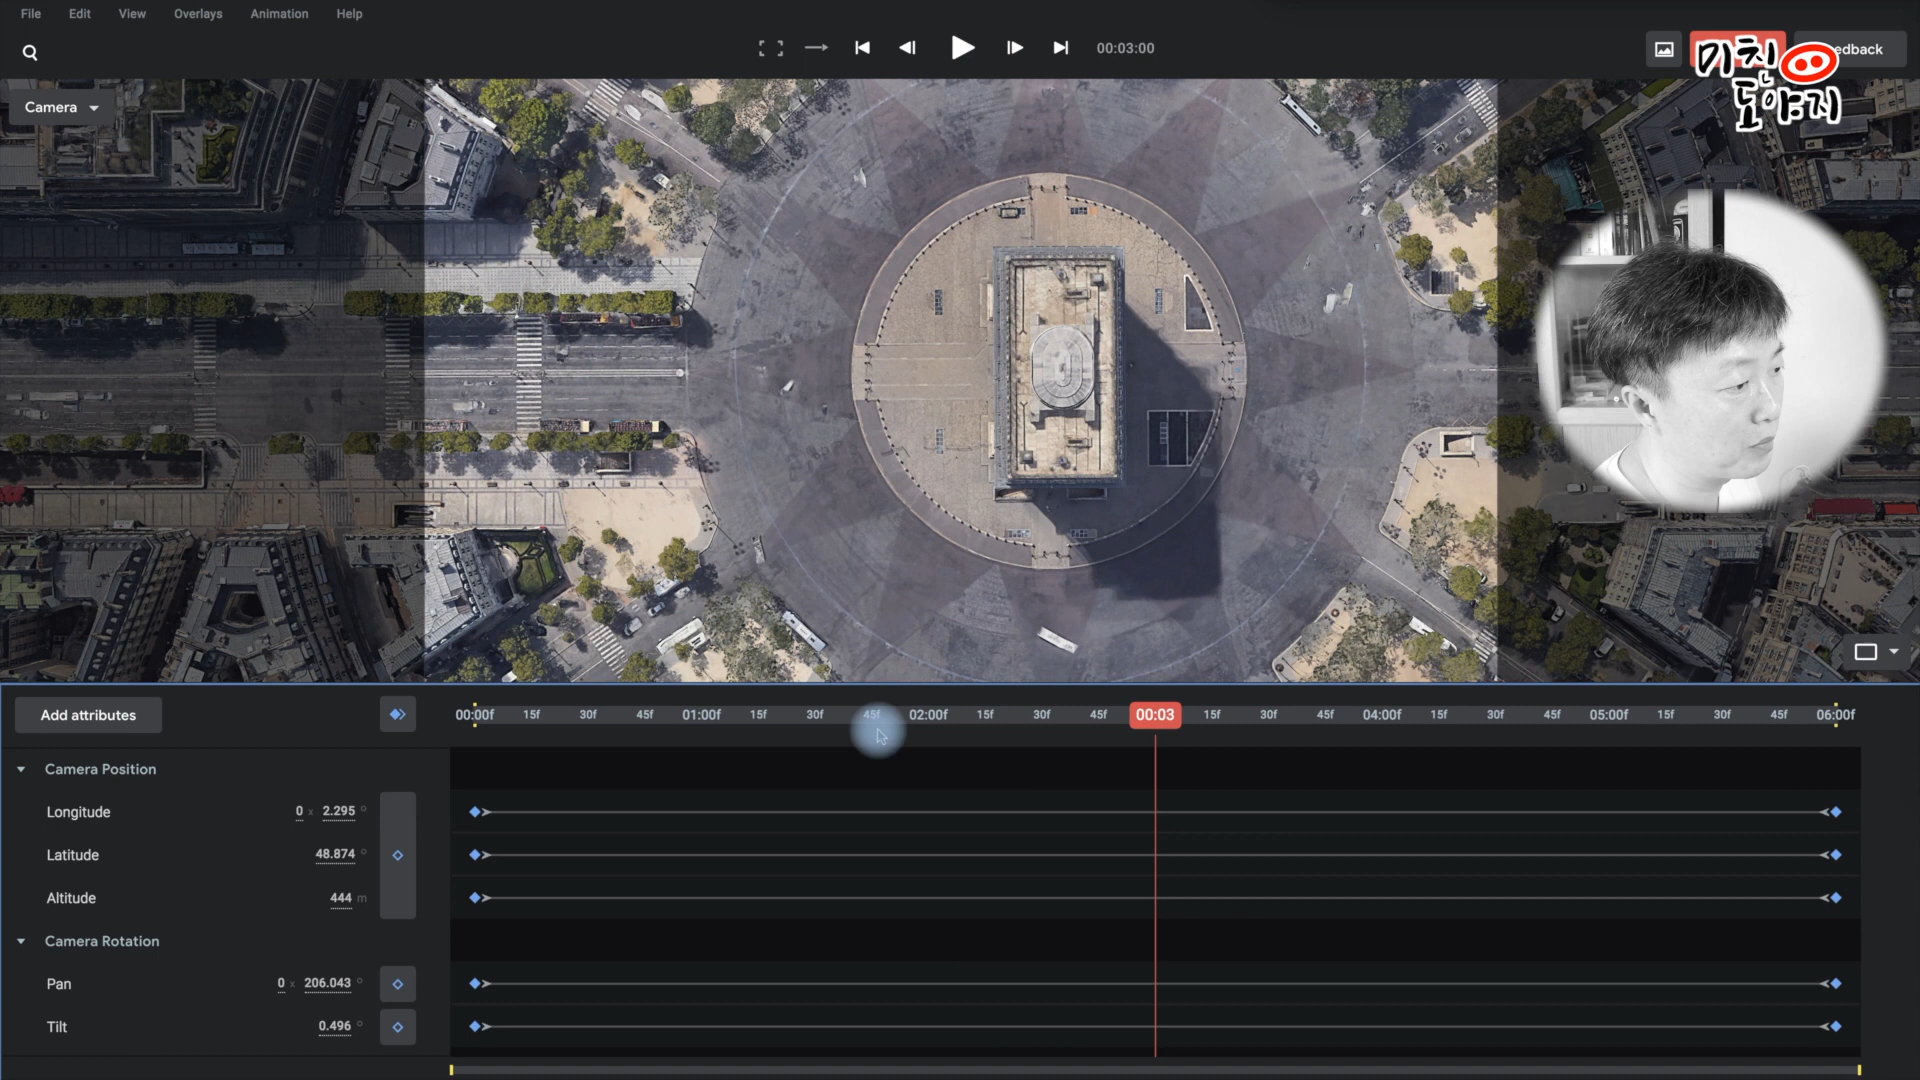 File Edit View Overlays Animation Help
00:03:00
edback
미친
도야지
Camera
Add attributes
00:00f 15f 30f 45f 01:00f 15f 30f 45f 02:00f 15f 30f 45f 00:03 15f 30f 45f 04:00f 15f 30f 45f 05:00f 15f 30f 45f 06:00f
Camera Position
Longitude 0 x 2.295 °
Latitude 48.874 °
Altitude 444 m
Camera Rotation
Pan 0 x 206.043 °
Tilt 0.496 °